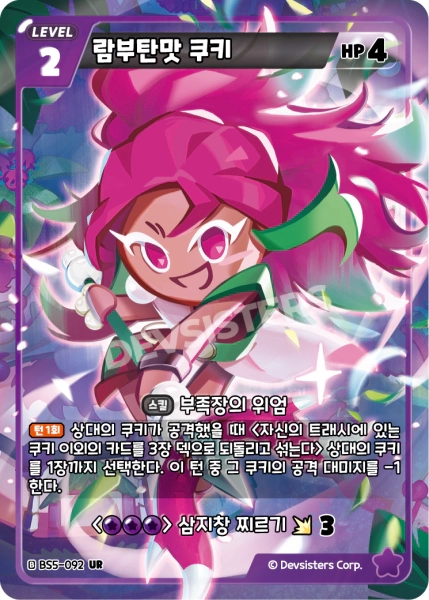 LEVEL
2
람부탄맛 쿠키
HP 4
DEVSISTERS
스킬 부족장의 위엄
턴 1회 상대의 쿠키가 공격했을 때 <자신의 트래시에 있는
쿠키 이외의 카드를 3장 덱으로 되돌리고 섞는다> 상대의 쿠키
를 1장까지 선택한다. 이 턴 중 그 쿠키의 공격 대미지를 -1
한다.
< > 삼지창 찌르기 3
B BS5-092 UR
© Devsisters Corp.